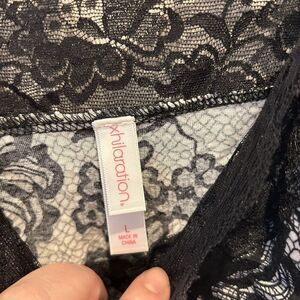 xhilaration.
L
MADE IN
CHINA